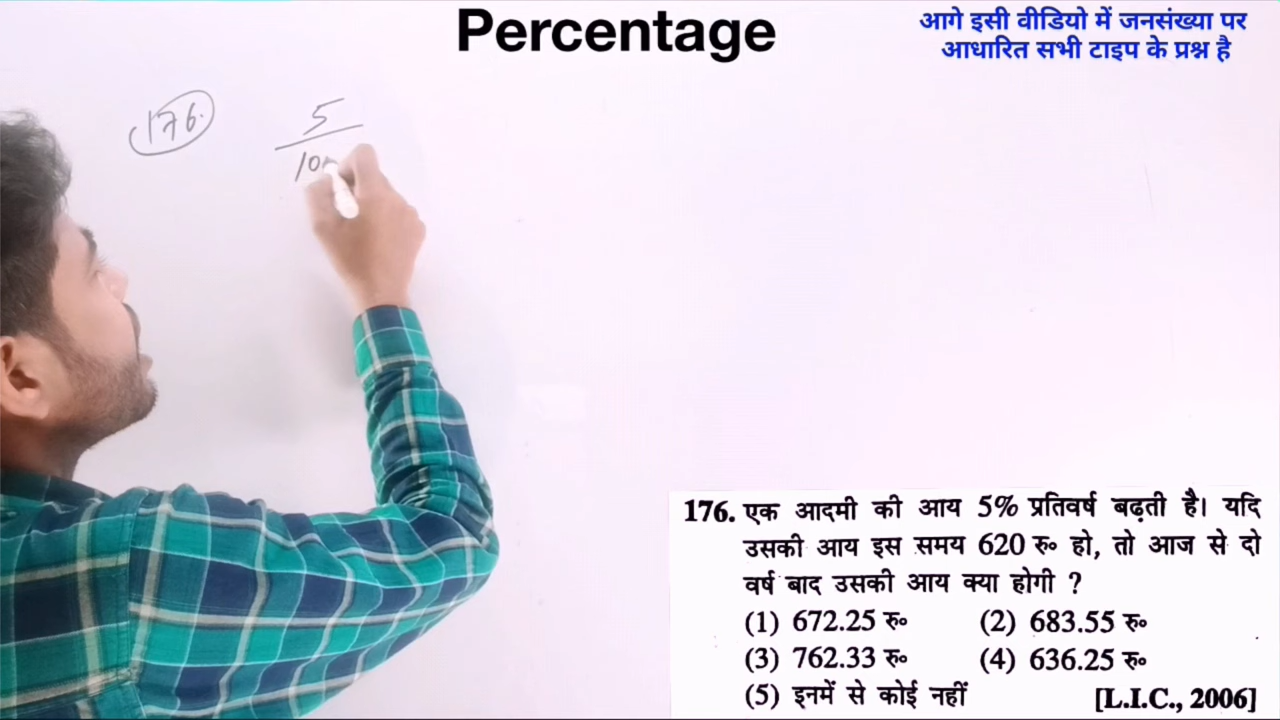 Percentage
आगे इसी वीडियो में जनसंख्या पर
आधारित सभी टाइप के प्रश्न है
176.
5
10
176. एक आदमी की आय 5% प्रतिवर्ष बढ़ती है। यदि
उसकी आय इस समय 620 रु० हो, तो आज से दो
वर्ष बाद उसकी आय क्या होगी ?
(1) 672.25 रु० (2) 683.55 रु०
(3) 762.33 रु० (4) 636.25 रु०
(5) इनमें से कोई नहीं [L.I.C., 2006]